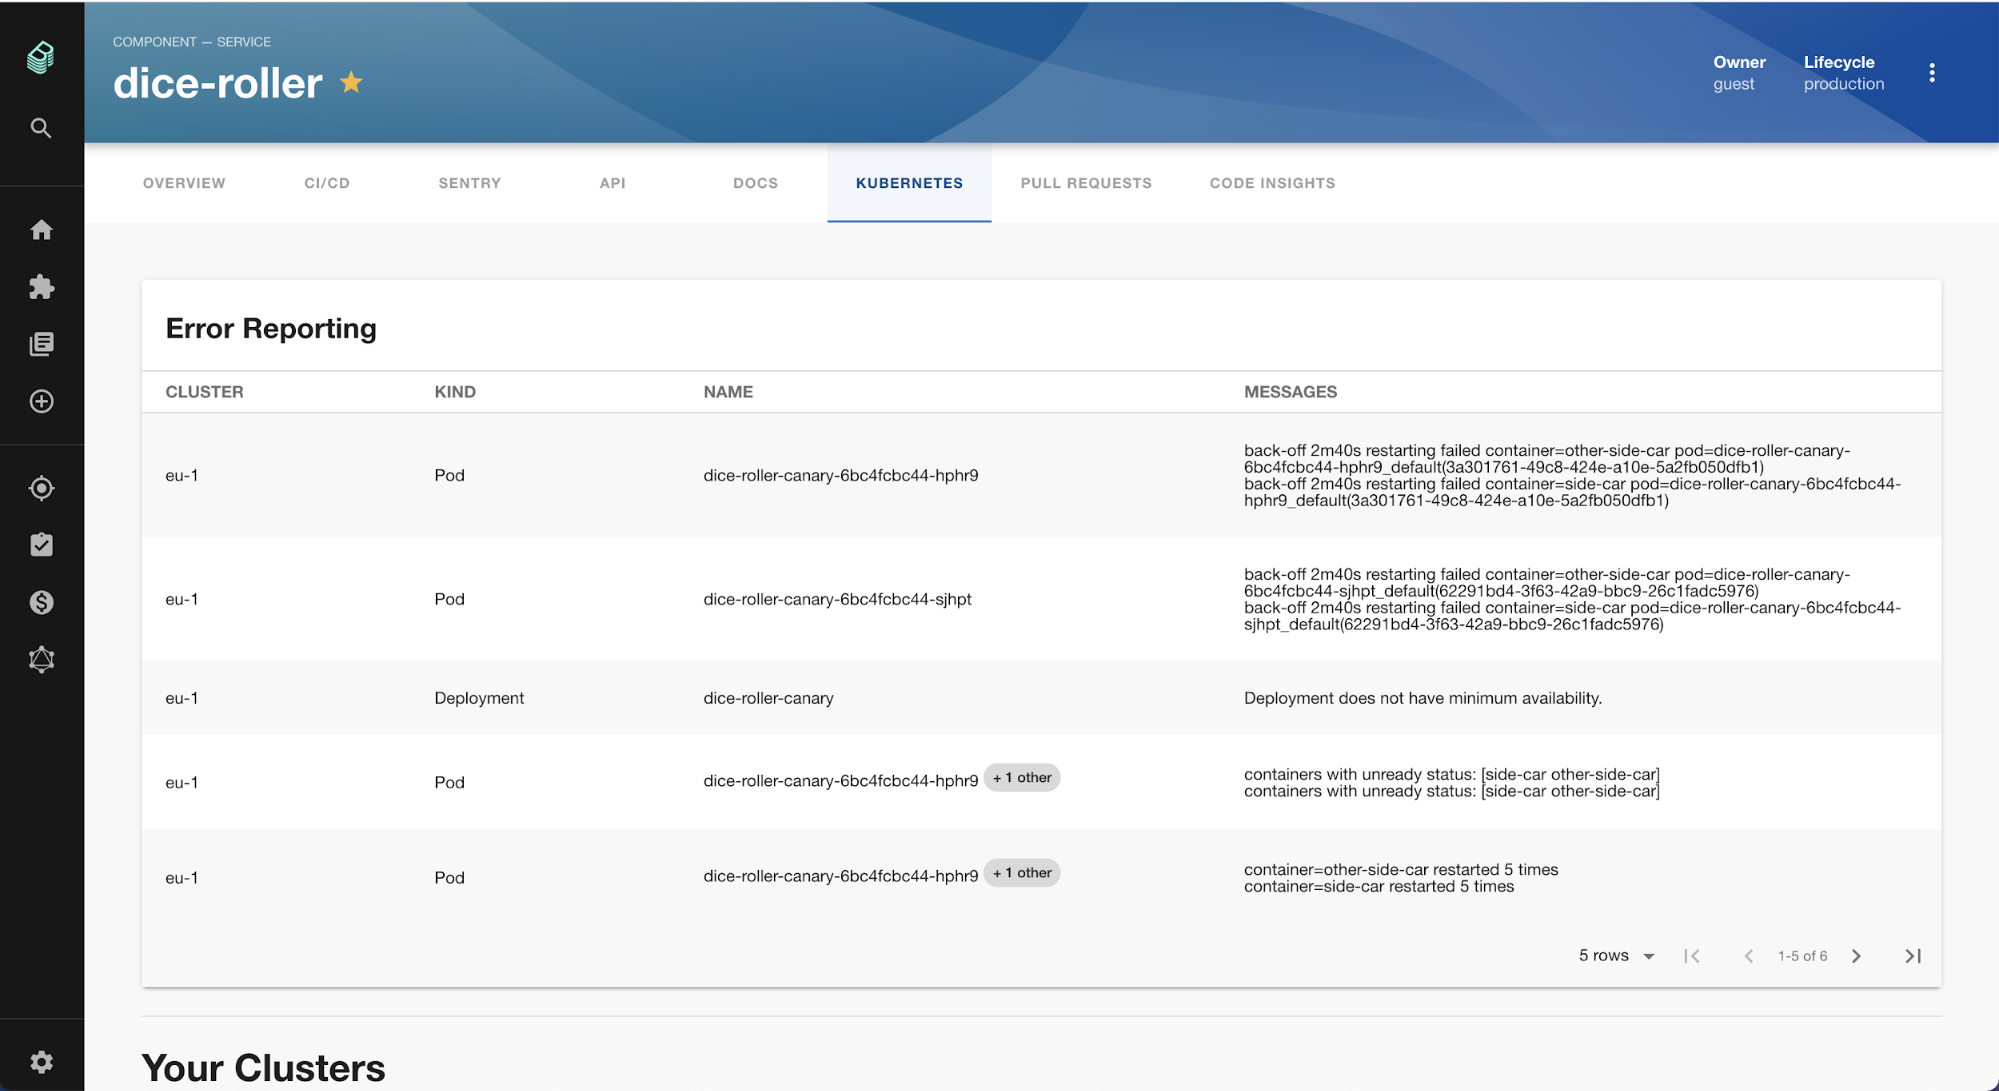 COMPONENT — SERVICE
dice-roller
Owner
guest
Lifecycle
production
OVERVIEW
CI/CD
SENTRY
API
DOCS
KUBERNETES
PULL REQUESTS
CODE INSIGHTS
Error Reporting
CLUSTER KIND NAME MESSAGES
eu-1 Pod dice-roller-canary-6bc4fcbc44-hphr9
back-off 2m40s restarting failed container=other-side-car pod=dice-roller-canary-
6bc4fcbc44-hphr9_default(3a301761-49c8-424e-a10e-5a2fb050dfb1)
back-off 2m40s restarting failed container=side-car pod=dice-roller-canary-6bc4fcbc44-
hphr9_default(3a301761-49c8-424e-a10e-5a2fb050dfb1)
eu-1 Pod dice-roller-canary-6bc4fcbc44-sjhpt
back-off 2m40s restarting failed container=other-side-car pod=dice-roller-canary-
6bc4fcbc44-sjhpt_default(62291bd4-3f63-42a9-bbc9-26c1fadc5976)
back-off 2m40s restarting failed container=side-car pod=dice-roller-canary-6bc4fcbc44-
sjhpt_default(62291bd4-3f63-42a9-bbc9-26c1fadc5976)
eu-1 Deployment dice-roller-canary Deployment does not have minimum availability.
eu-1 Pod dice-roller-canary-6bc4fcbc44-hphr9 + 1 other
containers with unready status: [side-car other-side-car]
containers with unready status: [side-car other-side-car]
eu-1 Pod dice-roller-canary-6bc4fcbc44-hphr9 + 1 other
container=other-side-car restarted 5 times
container=side-car restarted 5 times
5 rows 1-5 of 6
Your Clusters